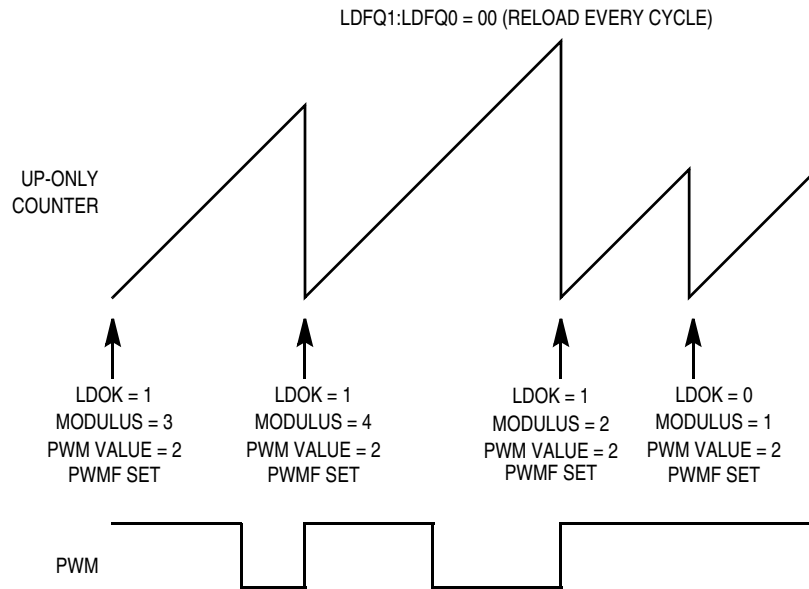 LDFQ1:LDFQ0 = 00 (RELOAD EVERY CYCLE)
UP-ONLY
COUNTER
LDOK = 1
MODULUS = 3
PWM VALUE = 2
PWMF SET
LDOK = 1
MODULUS = 4
PWM VALUE = 2
PWMF SET
LDOK = 1
MODULUS = 2
PWM VALUE = 2
PWMF SET
LDOK = 0
MODULUS = 1
PWM VALUE = 2
PWMF SET
PWM